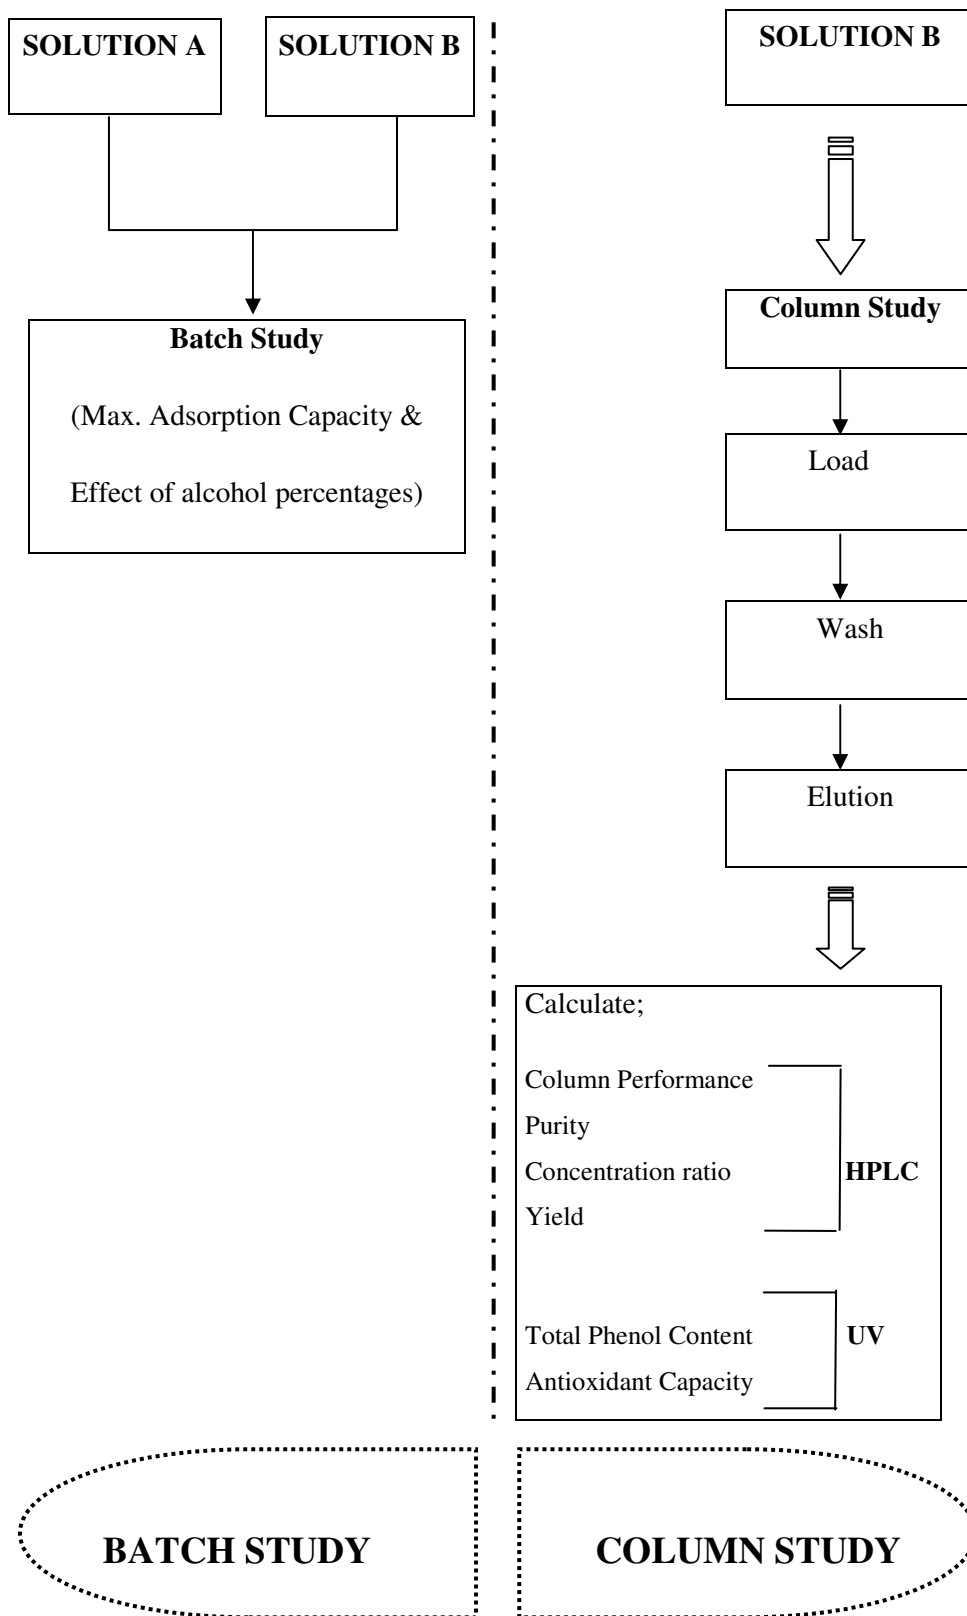 SOLUTION A
SOLUTION B
Batch Study
(Max. Adsorption Capacity &
Effect of alcohol percentages)
SOLUTION B
Column Study
Load
Wash
Elution
Calculate;
Column Performance
Purity
Concentration ratio
Yield
HPLC
Total Phenol Content
Antioxidant Capacity
UV
BATCH STUDY
COLUMN STUDY